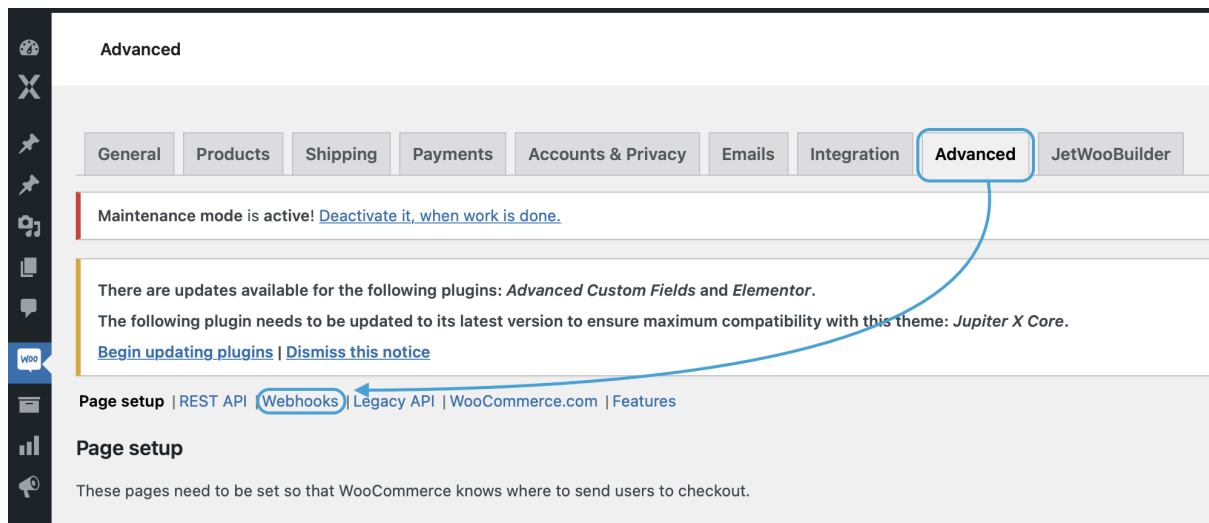 Advanced
General Products Shipping Payments Accounts & Privacy Emails Integration Advanced JetWooBuilder
Maintenance mode is active! Deactivate it, when work is done.
There are updates available for the following plugins: Advanced Custom Fields and Elementor.
The following plugin needs to be updated to its latest version to ensure maximum compatibility with this theme: Jupiter X Core.
Begin updating plugins | Dismiss this notice
Woo
Page setup | REST API | Webhooks | Legacy API | WooCommerce.com | Features
Page setup
These pages need to be set so that WooCommerce knows where to send users to checkout.